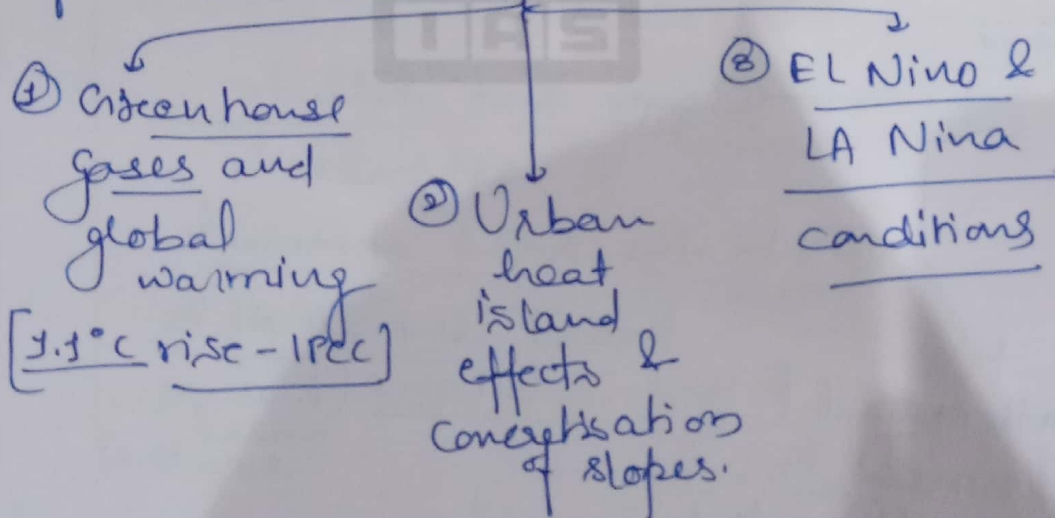 IAS
① Greenhouse
gases and
global
warming
[1.1°C rise - IPCC]
② Urban
heat
island
effects &
concretisation
of slopes.
③ EL Nino &
LA Nina
conditions